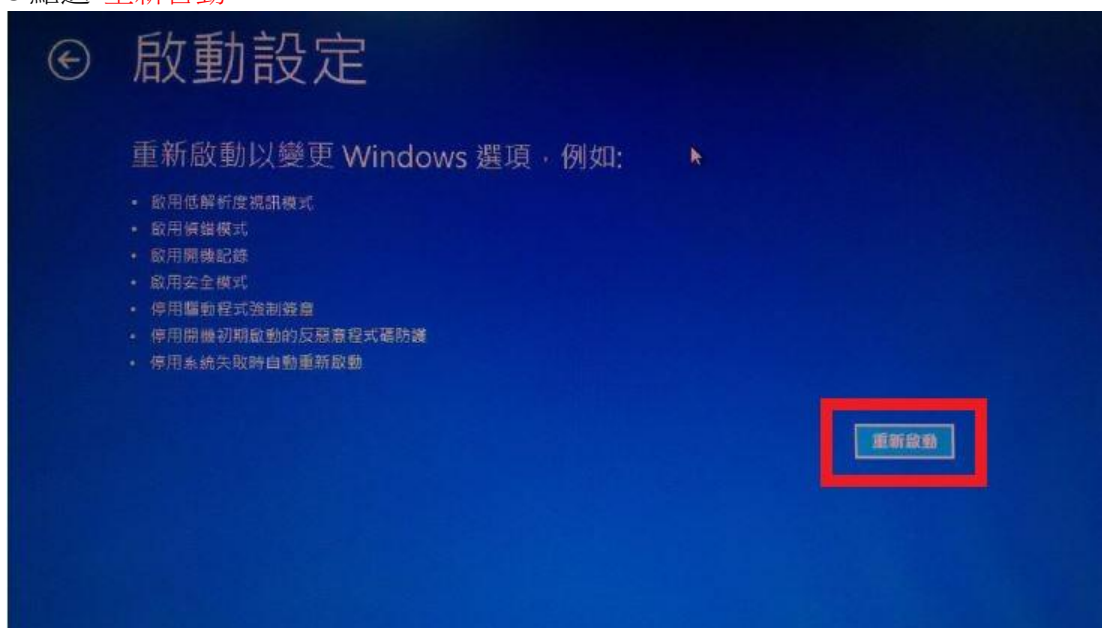 啟動設定
重新啟動以變更 Windows 選項，例如:
• 啟用低解析度視訊模式
• 啟用偵錯模式
• 啟用開機記錄
• 啟用安全模式
• 停用驅動程式強制簽章
• 停用開機初期啟動的反惡意程式碼防護
• 停用系統失敗時自動重新啟動
重新啟動